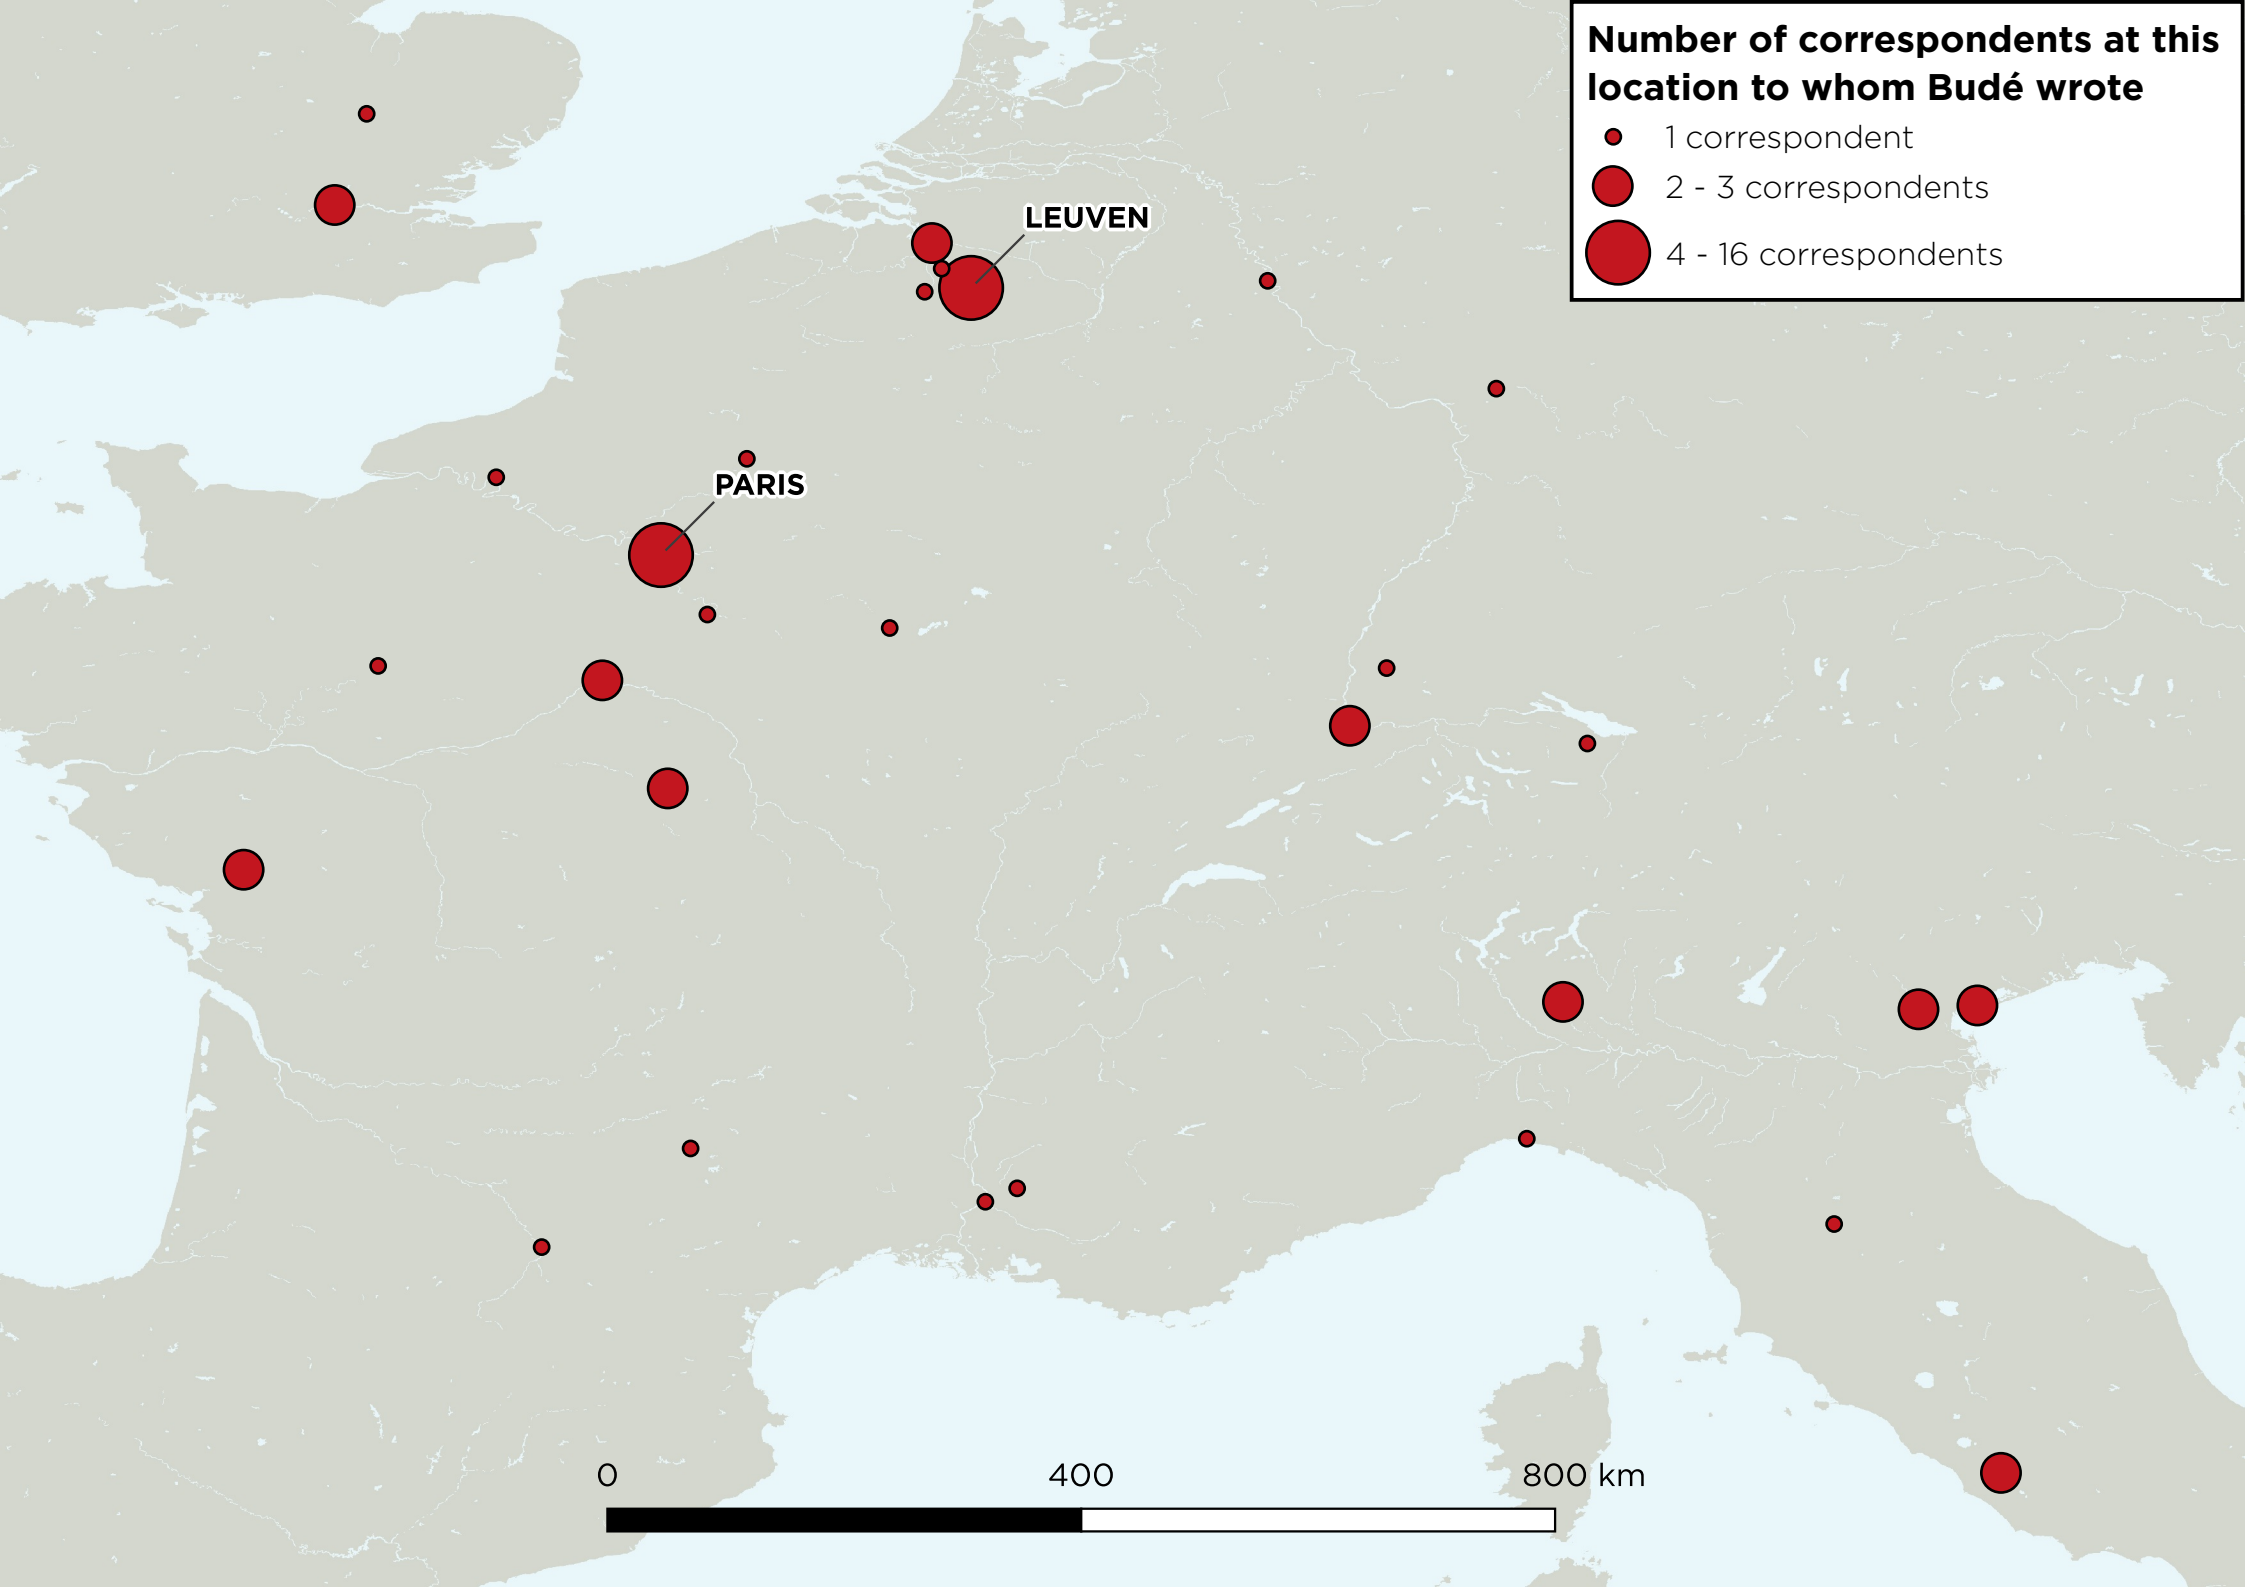 Number of correspondents at this
location to whom Budé wrote
1 correspondent
2 - 3 correspondents
4 - 16 correspondents
LEUVEN
PARIS
0 400 800 km